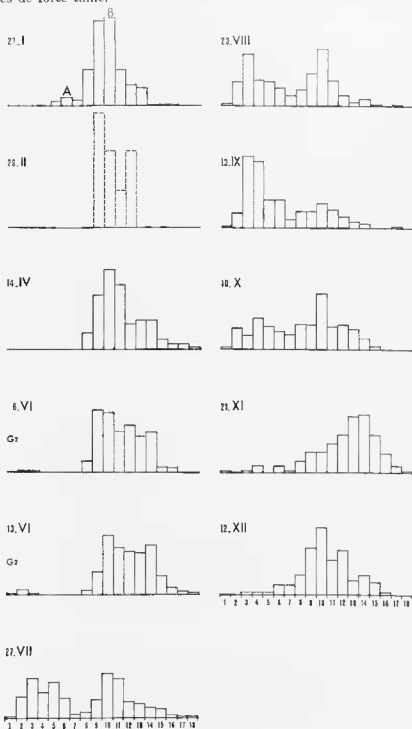 es de forte taille.
B
27.I
A
26.II
14.IV
6.VI
G2
13.VI
G2
27.VII
1 2 3 4 5 6 7 8 9 10 11 12 13 14 15 16 17 18
23.VIII
13.IX
10.X
21.XI
12.XII
1 2 3 4 5 6 7 8 9 10 11 12 13 14 15 16 17 18